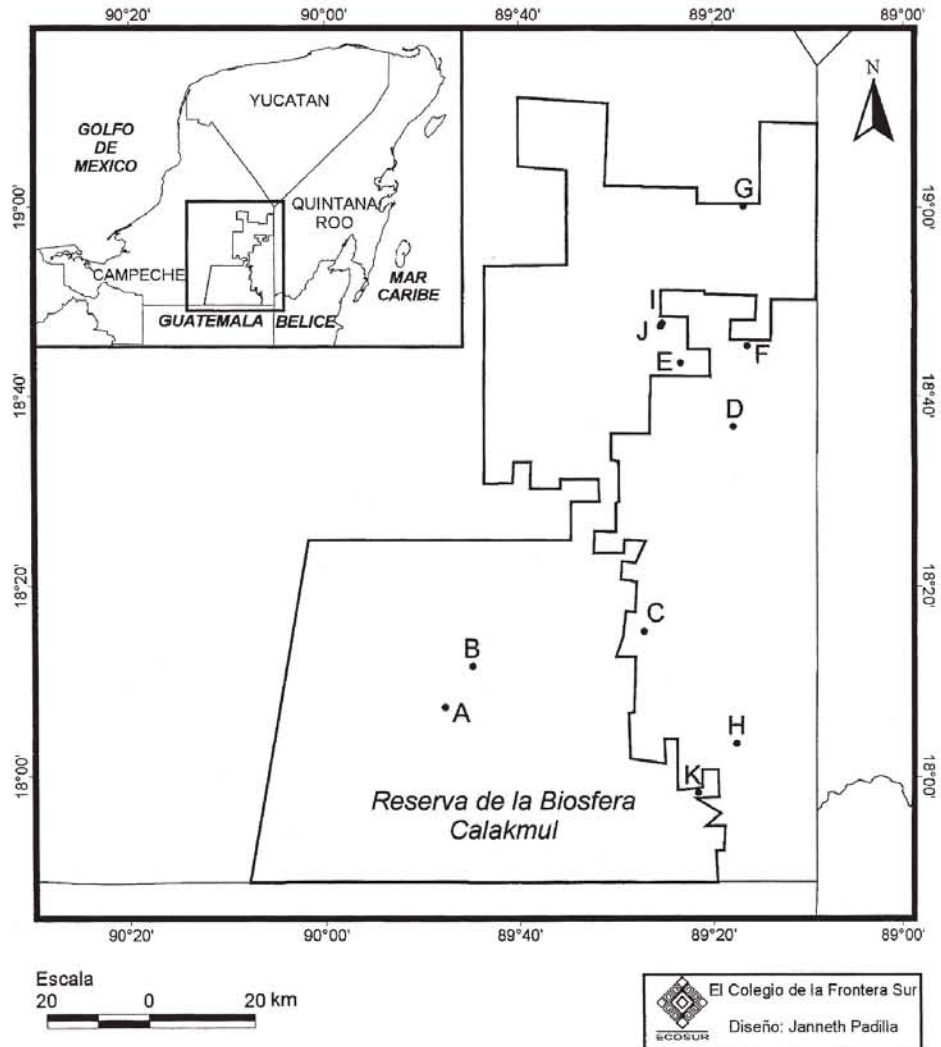 90°20' 90°00' 89°40' 89°20' 89°00'
YUCATAN
GOLFO
DE
MEXICO
QUINTANA
ROO
CAMPECHE
MAR
CARIBE
GUATEMALA BELICE
N
19°00' 19°00'
G
I
J
E
F
18°40' 18°40'
D
18°20' 18°20'
C
B
A
H
18°00' 18°00'
K
Reserva de la Biosfera
Calakmul
90°20' 90°00' 89°40' 89°20' 89°00'
Escala
20 0 20 km
El Colegio de la Frontera Sur
ECOSUR
Diseño: Janneth Padilla